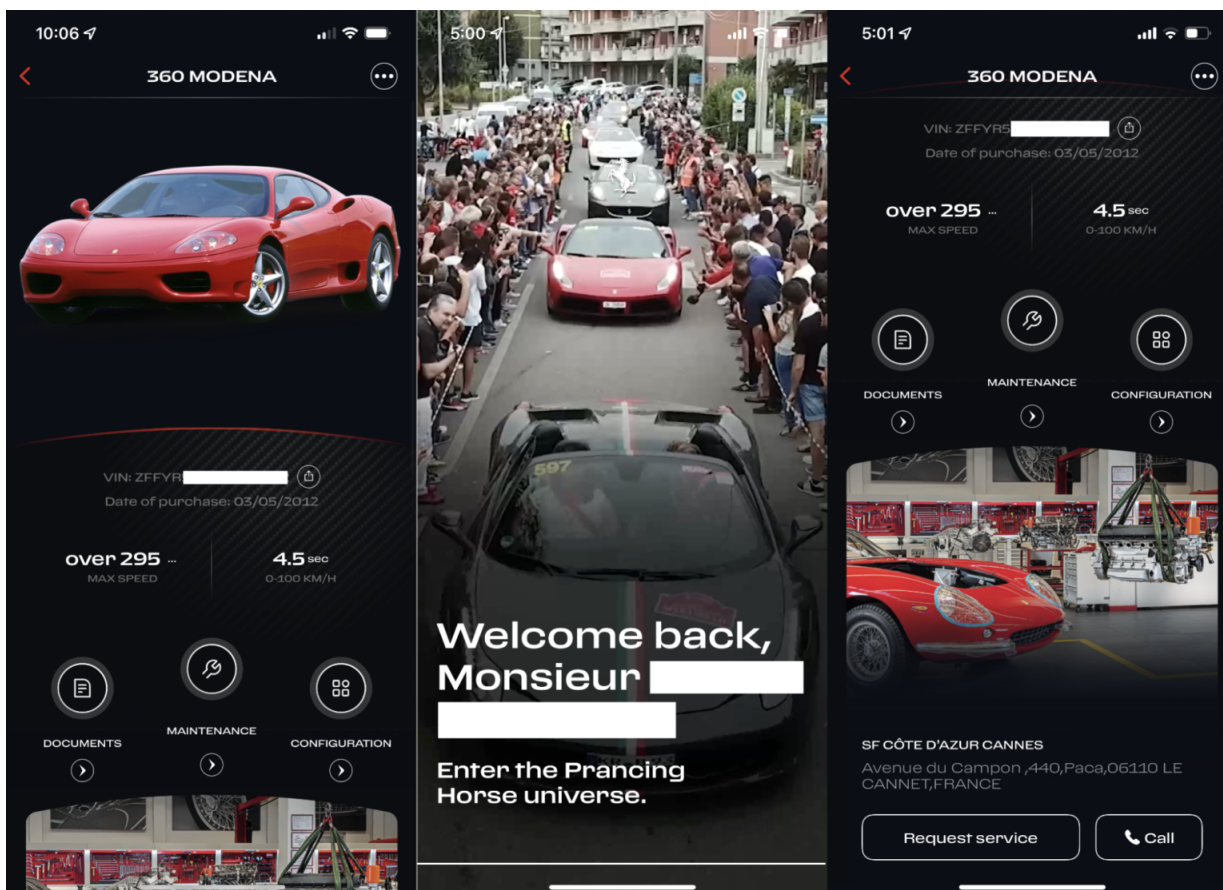 10:06
360 MODENA
VIN: ZFFYR
Date of purchase: 03/05/2012
over 295 ...
MAX SPEED
4.5 sec
0-100 KM/H
DOCUMENTS
MAINTENANCE
CONFIGURATION
5:00
597
Welcome back,
Monsieur
Enter the Prancing
Horse universe.
5:01
360 MODENA
VIN: ZFFYR5
Date of purchase: 03/05/2012
over 295 ...
MAX SPEED
4.5 sec
0-100 KM/H
DOCUMENTS
MAINTENANCE
CONFIGURATION
SF CÔTE D'AZUR CANNES
Avenue du Campon ,440,Paca,06110 LE
CANNET,FRANCE
Request service
Call